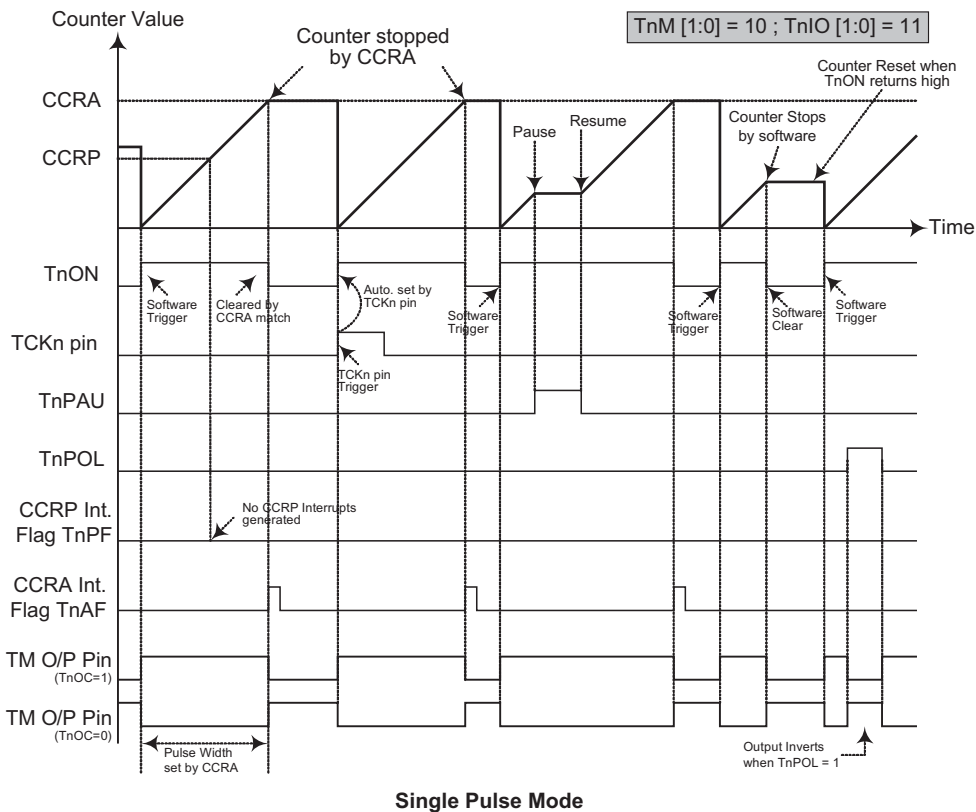 Counter Value
TnM [1:0] = 10 ; TnIO [1:0] = 11
Counter stopped
by CCRA
Counter Reset when
TnON returns high
CCRA
Pause
Resume
Counter Stops
by software
CCRP
Time
TnON
Software
Trigger
Cleared by
CCRA match
Auto. set by
TCKn pin
Software
Trigger
Software
Trigger
Software
Clear
Software
Trigger
TCKn pin
TCKn pin
Trigger
TnPAU
TnPOL
CCRP Int.
Flag TnPF
No CCRP Interrupts
generated
CCRA Int.
Flag TnAF
TM O/P Pin
(TnOC=1)
TM O/P Pin
(TnOC=0)
Pulse Width
set by CCRA
Output Inverts
when TnPOL = 1
Single Pulse Mode